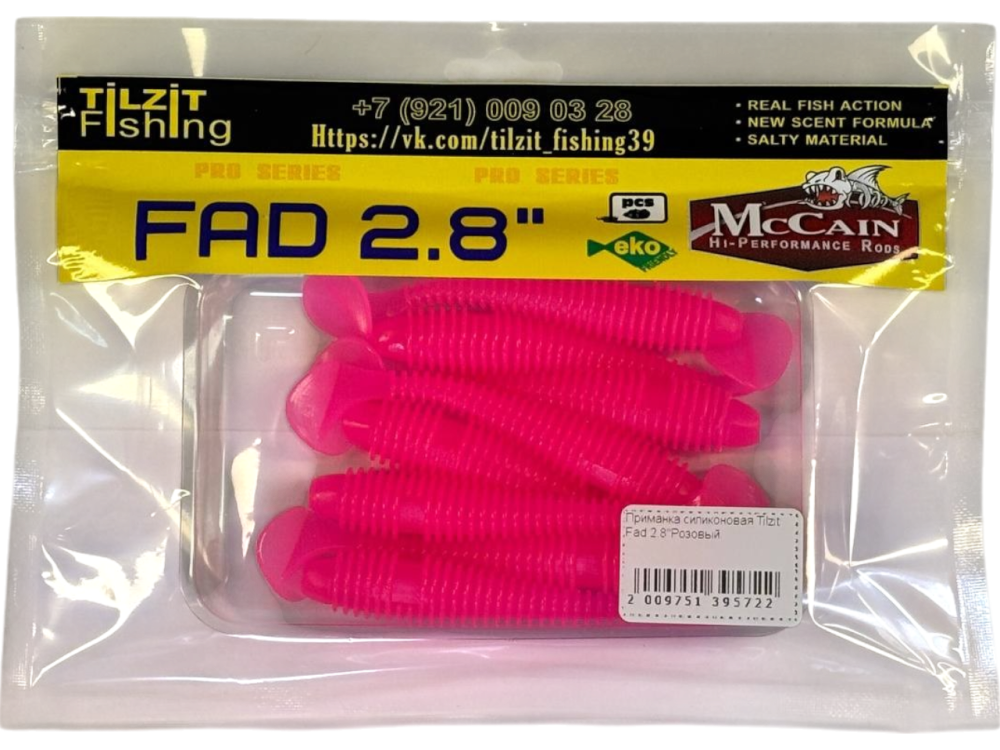 TiLZiT
Fishing
+7 (921) 009 03 28
Https://vk.com/tilzit_fishing39
• REAL FISH ACTION
• NEW SCENT FORMULA
• SALTY MATERIAL
PRO SERIES PRO SERIES
FAD 2.8"
pcs
eko
McCain
Hi-Performance Rods
Приманка силиконовая Tilzit
Fad 2.8"Розовый
2 009751 395722